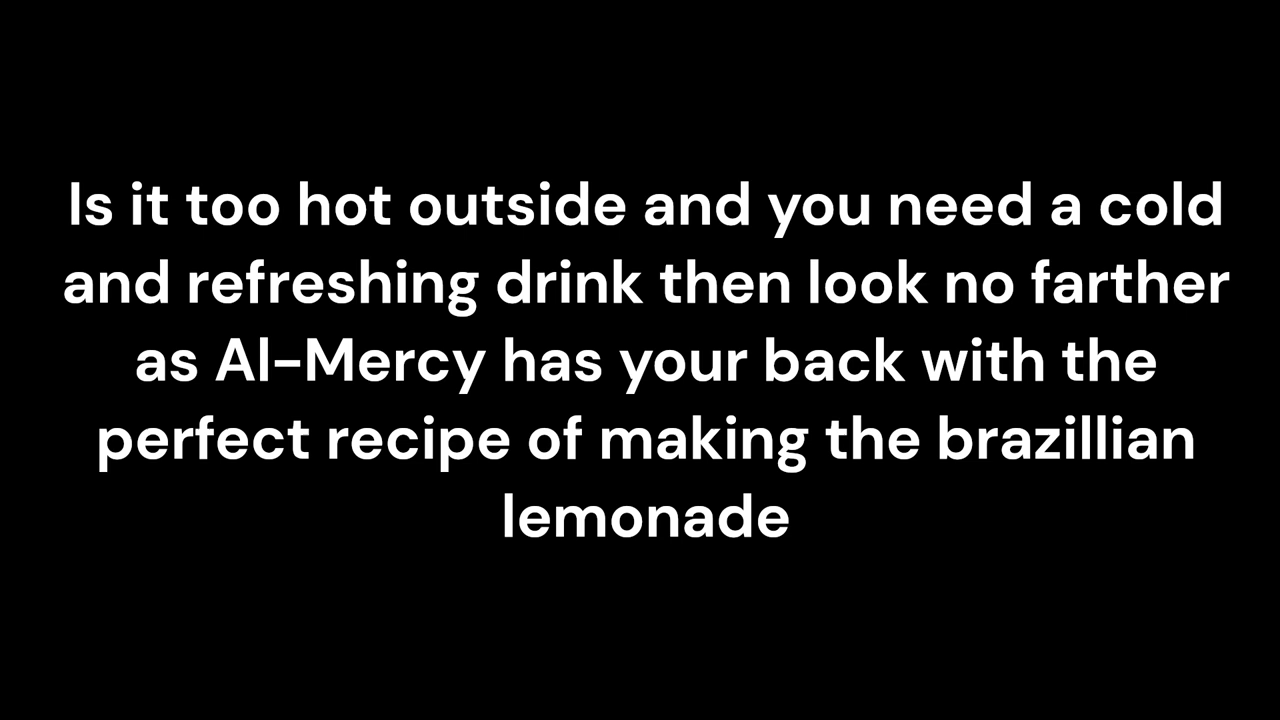 Is it too hot outside and you need a cold
and refreshing drink then look no farther
as Al-Mercy has your back with the
perfect recipe of making the brazillian
lemonade